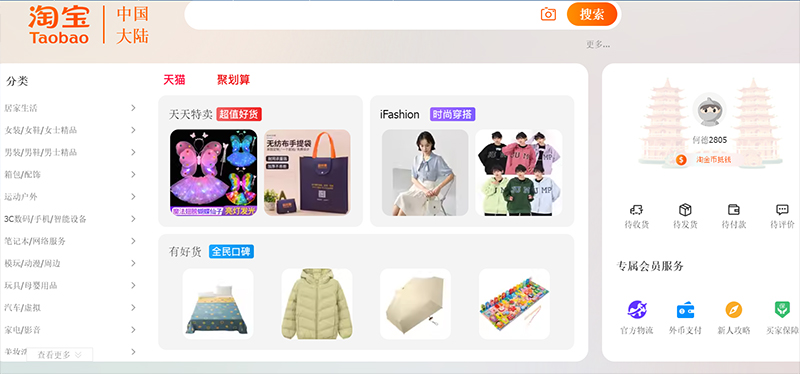 淘宝
Taobao
中国
大陆
搜索
更多...
分类
居家生活
女装/女鞋/女士精品
男装/男鞋/男士精品
箱包/配饰
运动户外
3C数码/手机/智能设备
笔记本/网络服务
模玩/动漫/周边
玩具/母婴用品
汽车/虚拟
家电/影音
查看更多
天猫
聚划算
天天特卖
超值好货
魔法翅膀蝴蝶仙子
亮灯发光
无纺布手提袋
iFashion
时尚穿搭
JU MP
有好货
全民口碑
何德2805
淘金币抵钱
待收货
待发货
待付款
待评价
专属会员服务
官方物流
外币支付
新人攻略
买家保障